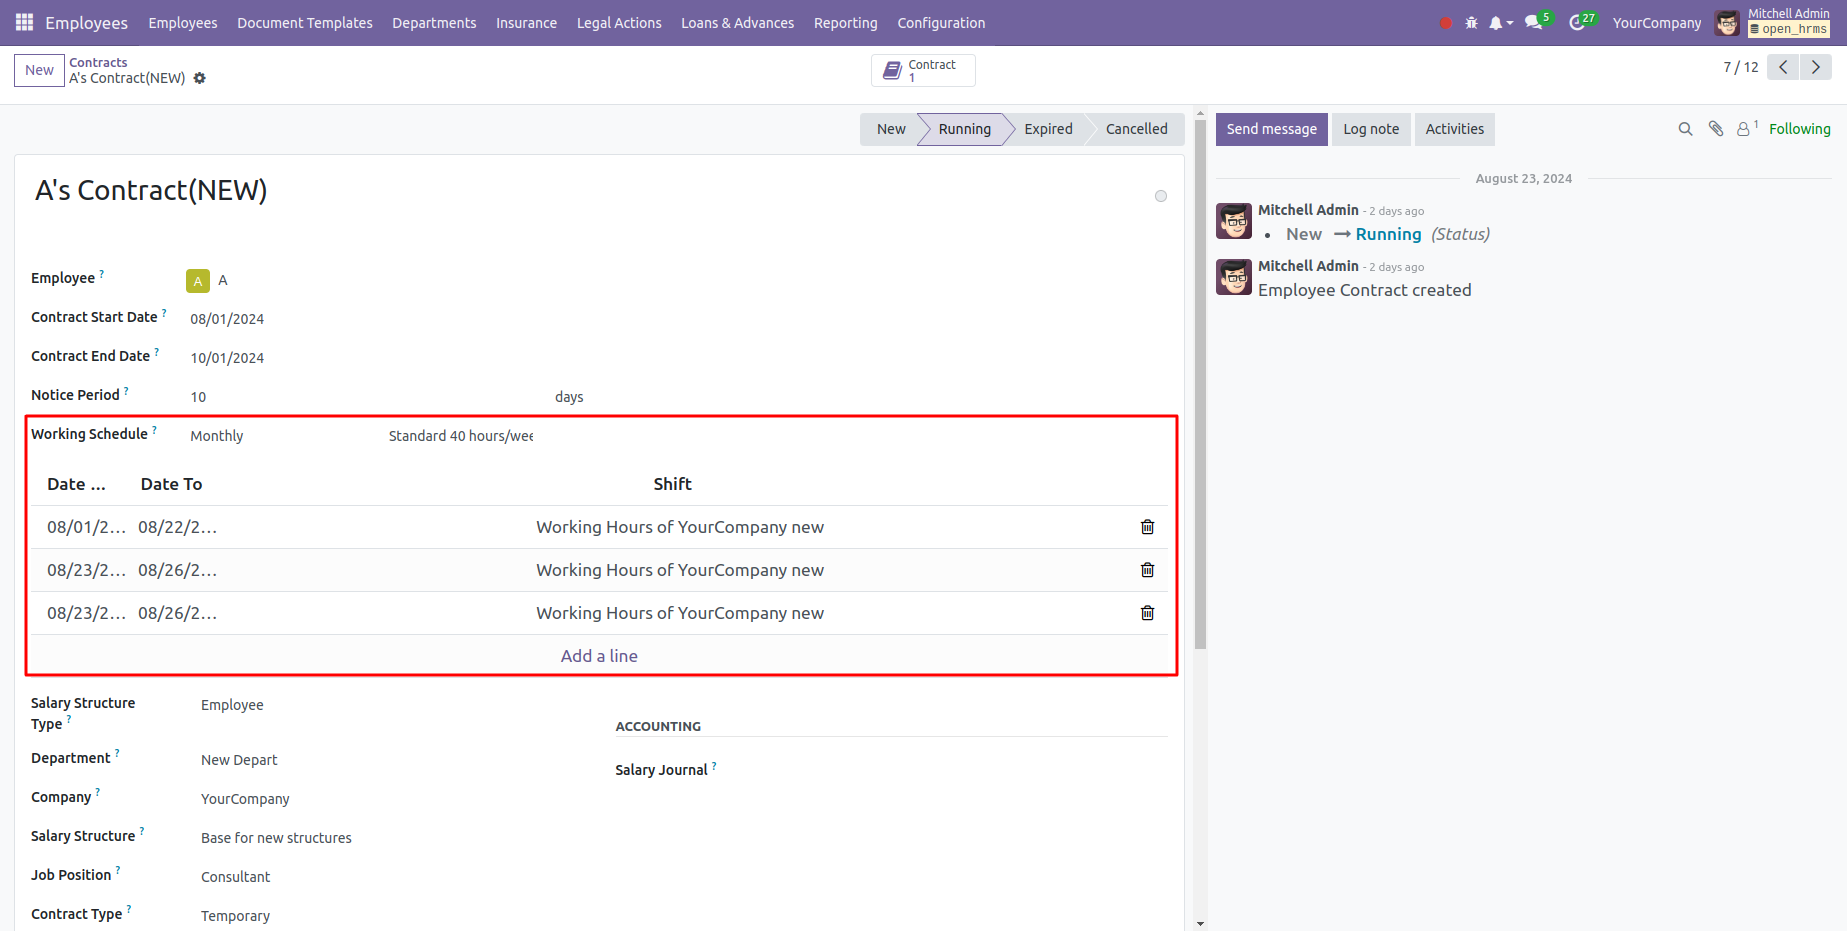 Employees Employees Document Templates Departments Insurance Legal Actions Loans & Advances Reporting Configuration 5 27 YourCompany Mitchell Admin
open_hrms
New Contracts
A's Contract(NEW)
Contract
1
7 / 12
New Running Expired Cancelled
A's Contract(NEW)
Employee ? A A
Contract Start Date ? 08/01/2024
Contract End Date ? 10/01/2024
Notice Period ? 10 days
Working Schedule ? Monthly Standard 40 hours/wee
Date ... Date To Shift
08/01/2... 08/22/2... Working Hours of YourCompany new
08/23/2... 08/26/2... Working Hours of YourCompany new
08/23/2... 08/26/2... Working Hours of YourCompany new
Add a line
Salary Structure
Type ? Employee
Department ? New Depart
Company ? YourCompany
Salary Structure ? Base for new structures
Job Position ? Consultant
Contract Type ? Temporary
ACCOUNTING
Salary Journal ?
Send message Log note Activities 1 Following
August 23, 2024
Mitchell Admin - 2 days ago
• New → Running (Status)
Mitchell Admin - 2 days ago
Employee Contract created